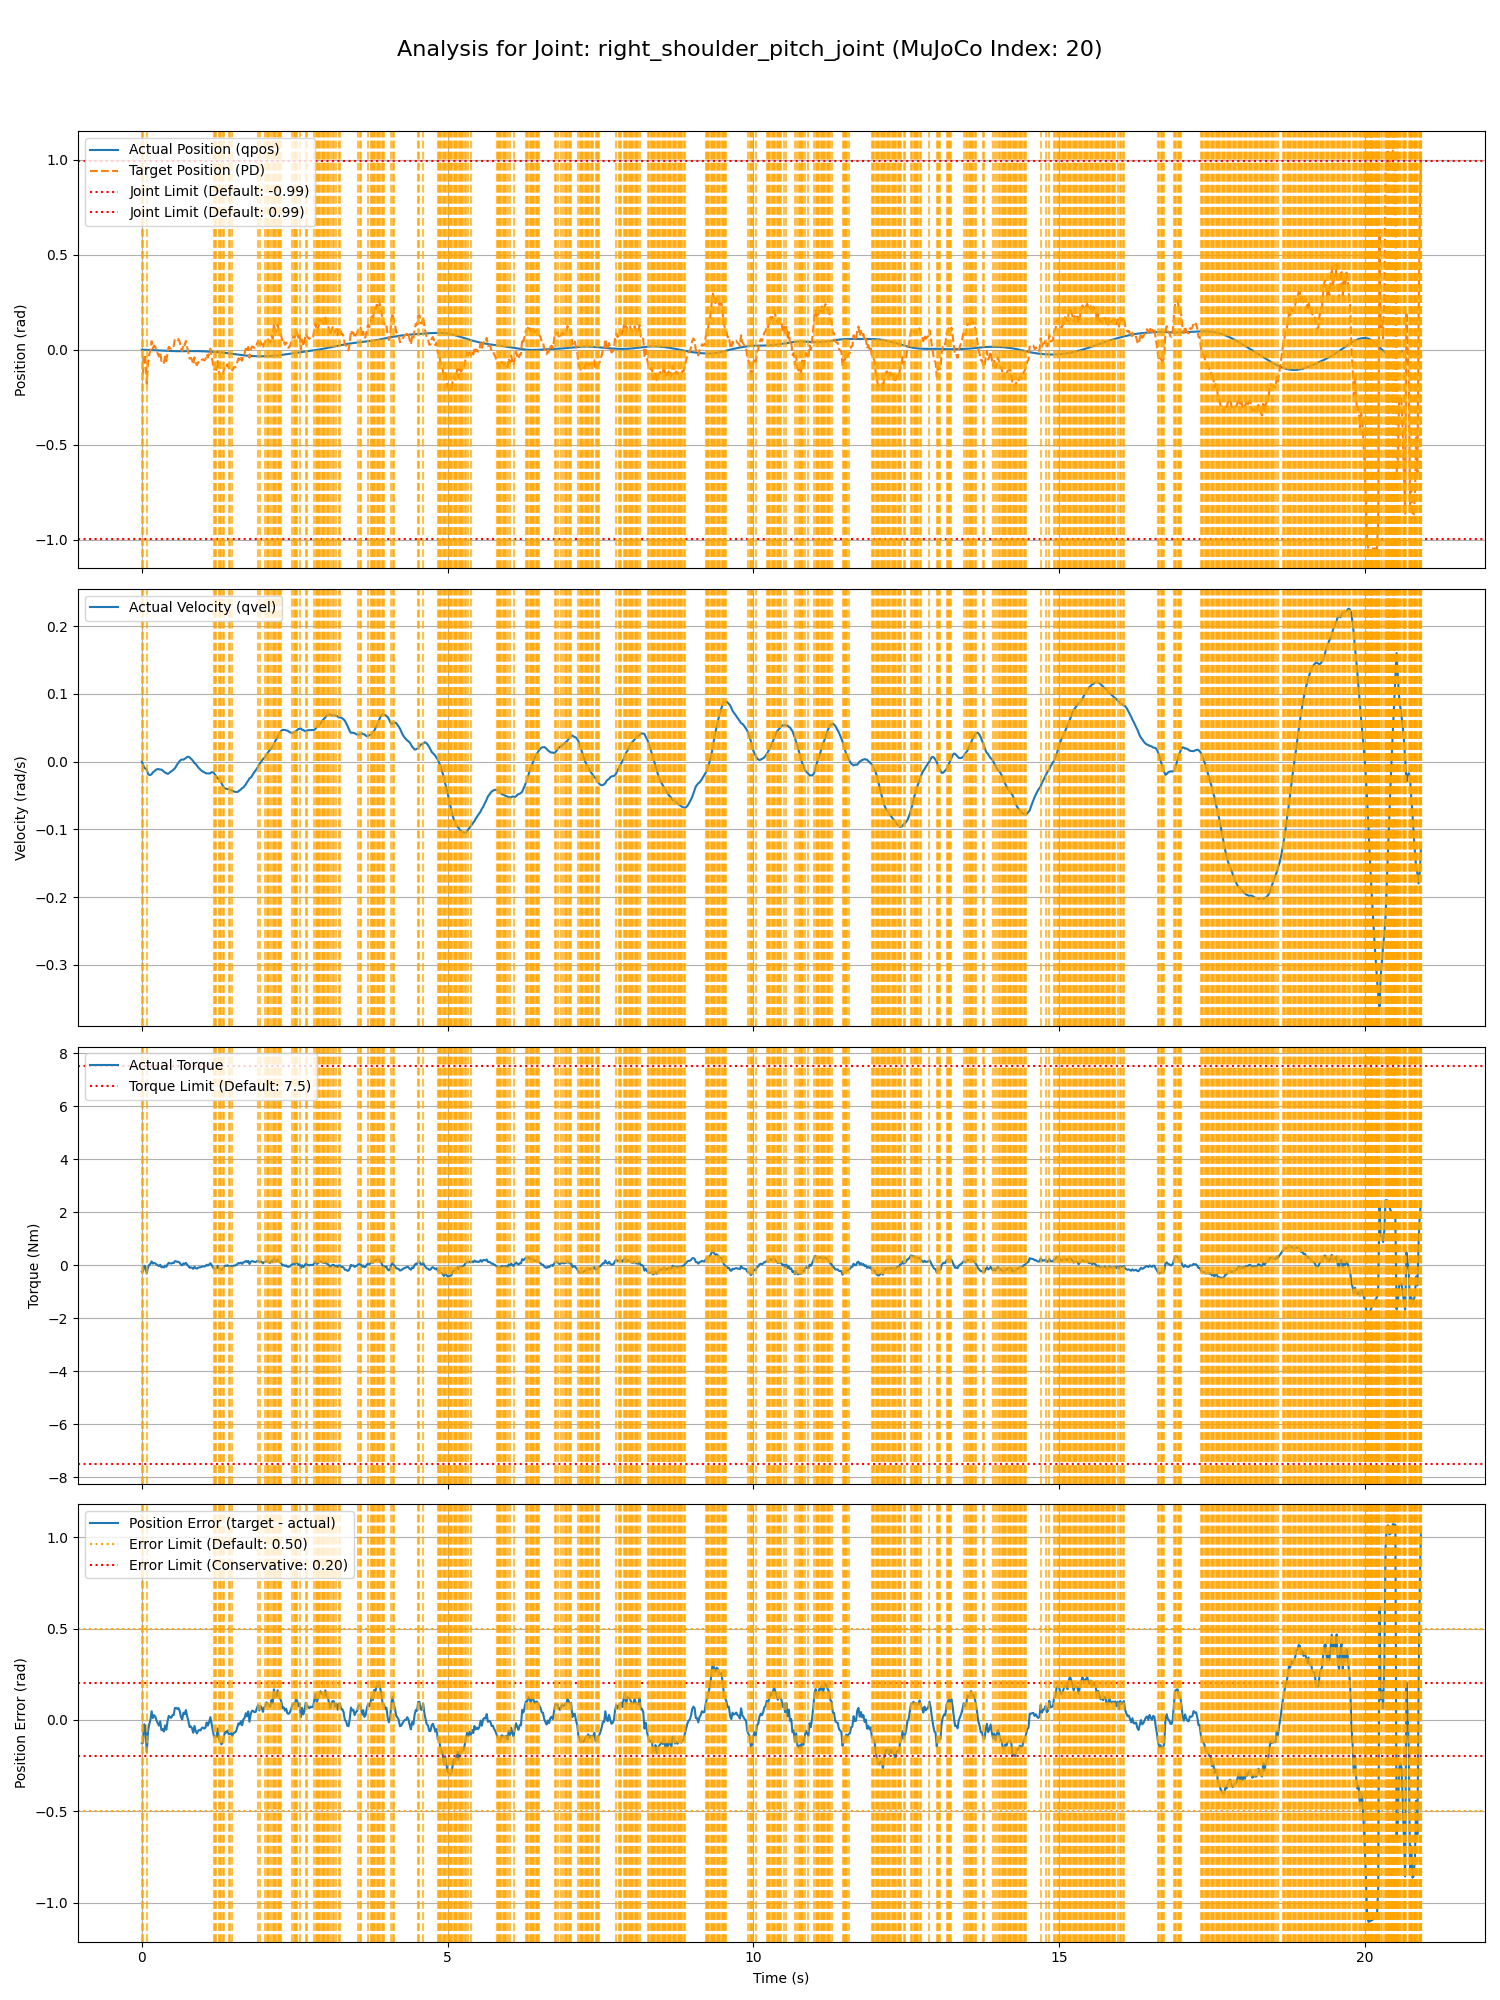 Analysis for Joint: right_shoulder_pitch_joint (MuJoCo Index: 20)
Actual Position (qpos)
Target Position (PD)
Joint Limit (Default: -0.99)
Joint Limit (Default: 0.99)
1.0
0.5
0.0
−0.5
−1.0
Position (rad)
Actual Velocity (qvel)
0.2
0.1
0.0
−0.1
−0.2
−0.3
Velocity (rad/s)
Actual Torque
Torque Limit (Default: 7.5)
8
6
4
2
0
−2
−4
−6
−8
Torque (Nm)
Position Error (target - actual)
Error Limit (Default: 0.50)
Error Limit (Conservative: 0.20)
1.0
0.5
0.0
−0.5
−1.0
Position Error (rad)
0 5 10 15 20
Time (s)